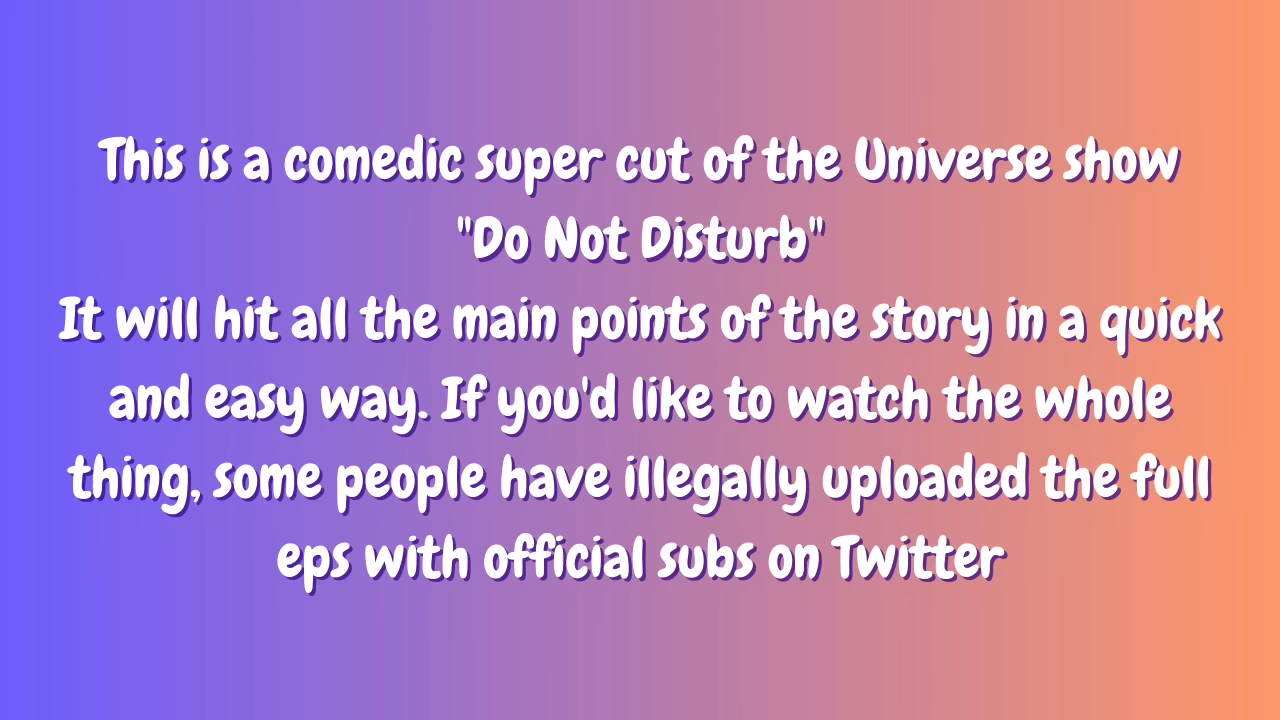 This is a comedic super cut of the Universe show
"Do Not Disturb"
It will hit all the main points of the story in a quick
and easy way. If you'd like to watch the whole
thing, some people have illegally uploaded the full
eps with official subs on Twitter